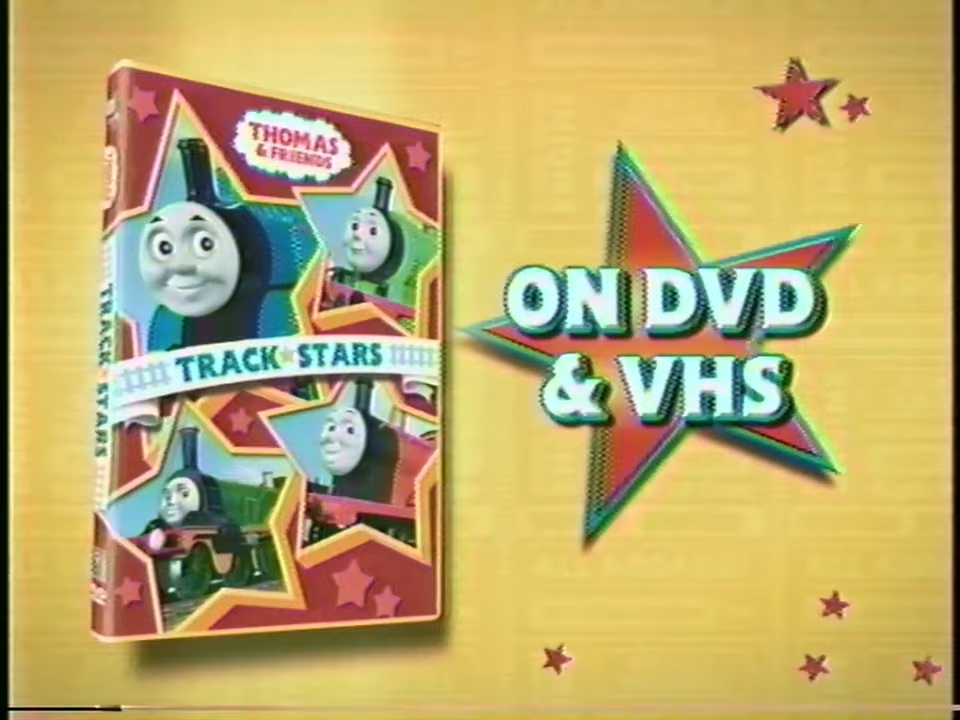 THOMAS
& FRIENDS
TRACK STARS
TRACK STARS
ON DVD
& VHS